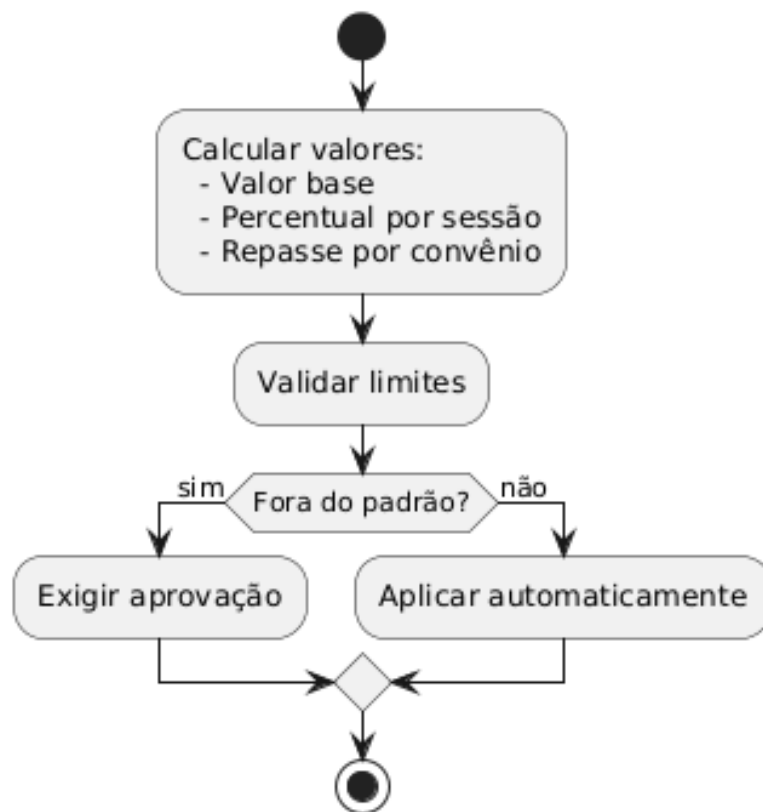 Calcular valores:
- Valor base
- Percentual por sessão
- Repasse por convênio
Validar limites
sim
Fora do padrão?
não
Exigir aprovação
Aplicar automaticamente